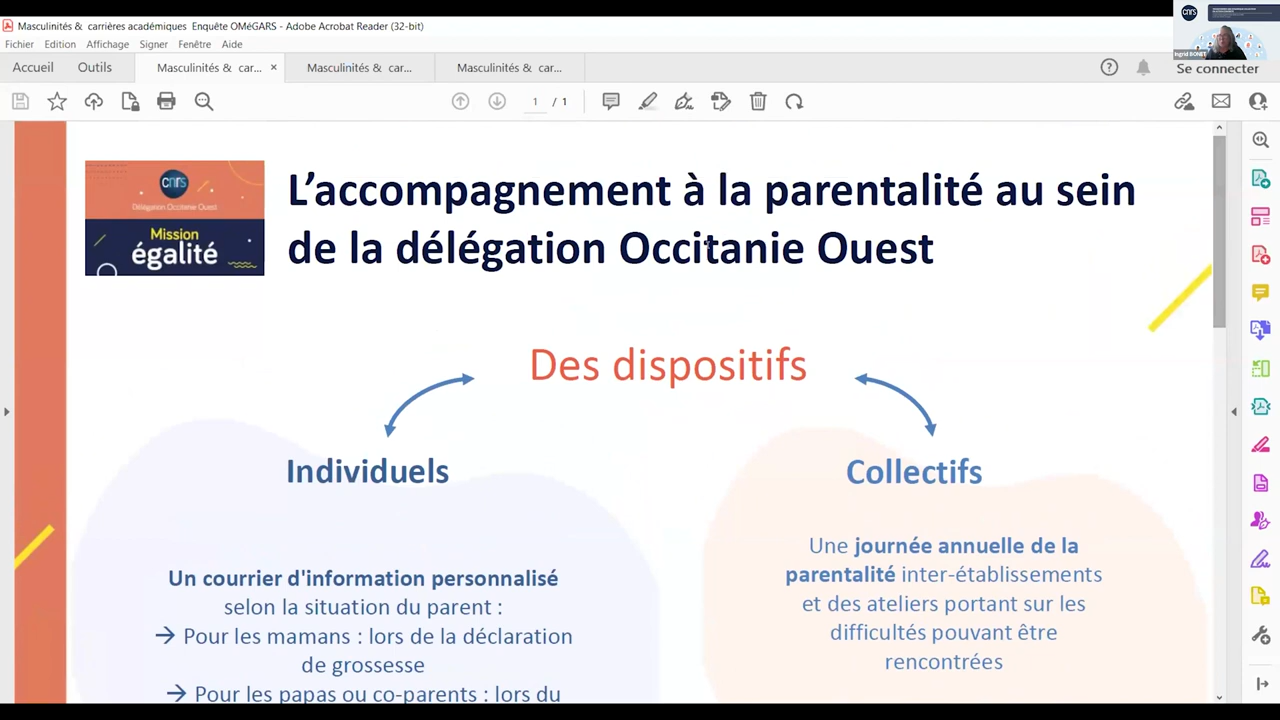 Masculinités & carrières académiques Enquête OMéGARS - Adobe Acrobat Reader (32-bit)
Fichier Edition Affichage Signer Fenêtre Aide
Accueil Outils Masculinités & car... × Masculinités & car... Masculinités & car... Se connecter
1 / 1
cnrs
Ingrid BONET
cnrs
Délégation Occitanie Ouest
Mission
égalité
L’accompagnement à la parentalité au sein
de la délégation Occitanie Ouest
Des dispositifs
Individuels
Un courrier d'information personnalisé
selon la situation du parent :
→ Pour les mamans : lors de la déclaration
de grossesse
→ Pour les papas ou co-parents : lors du
Collectifs
Une journée annuelle de la
parentalité inter-établissements
et des ateliers portant sur les
difficultés pouvant être
rencontrées